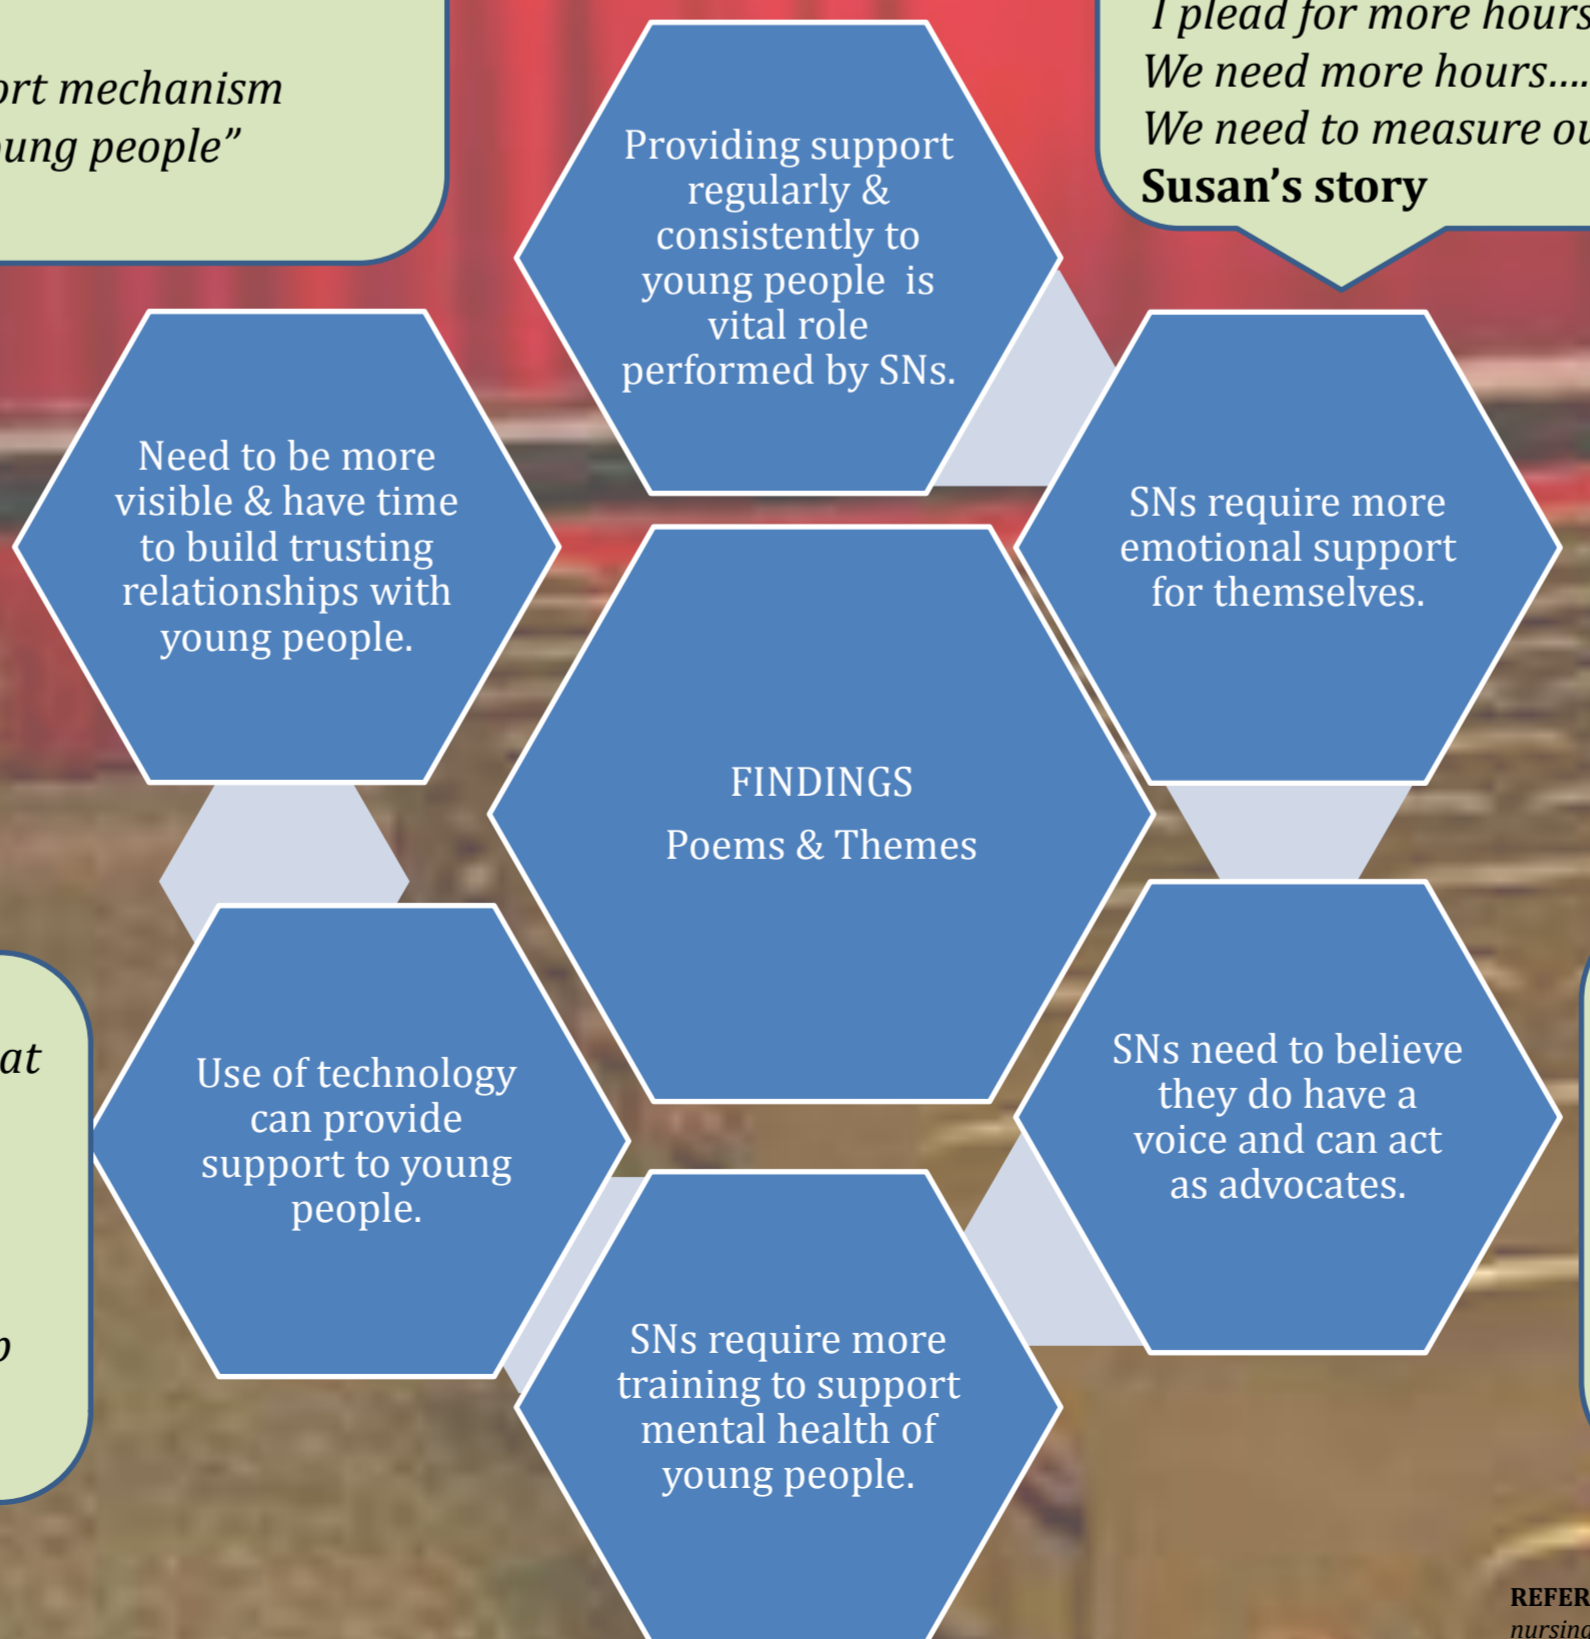 ort mechanism
ung people”
I plead for more hours
We need more hours....
We need to measure ou
Susan’s story
Providing support
regularly &
consistently to
young people is
vital role
performed by SNs.
Need to be more
visible & have time
to build trusting
relationships with
young people.
SNs require more
emotional support
for themselves.
FINDINGS
Poems & Themes
at
Use of technology
can provide
support to young
people.
SNs need to believe
they do have a
voice and can act
as advocates.
SNs require more
training to support
mental health of
young people.
REFER
nursing